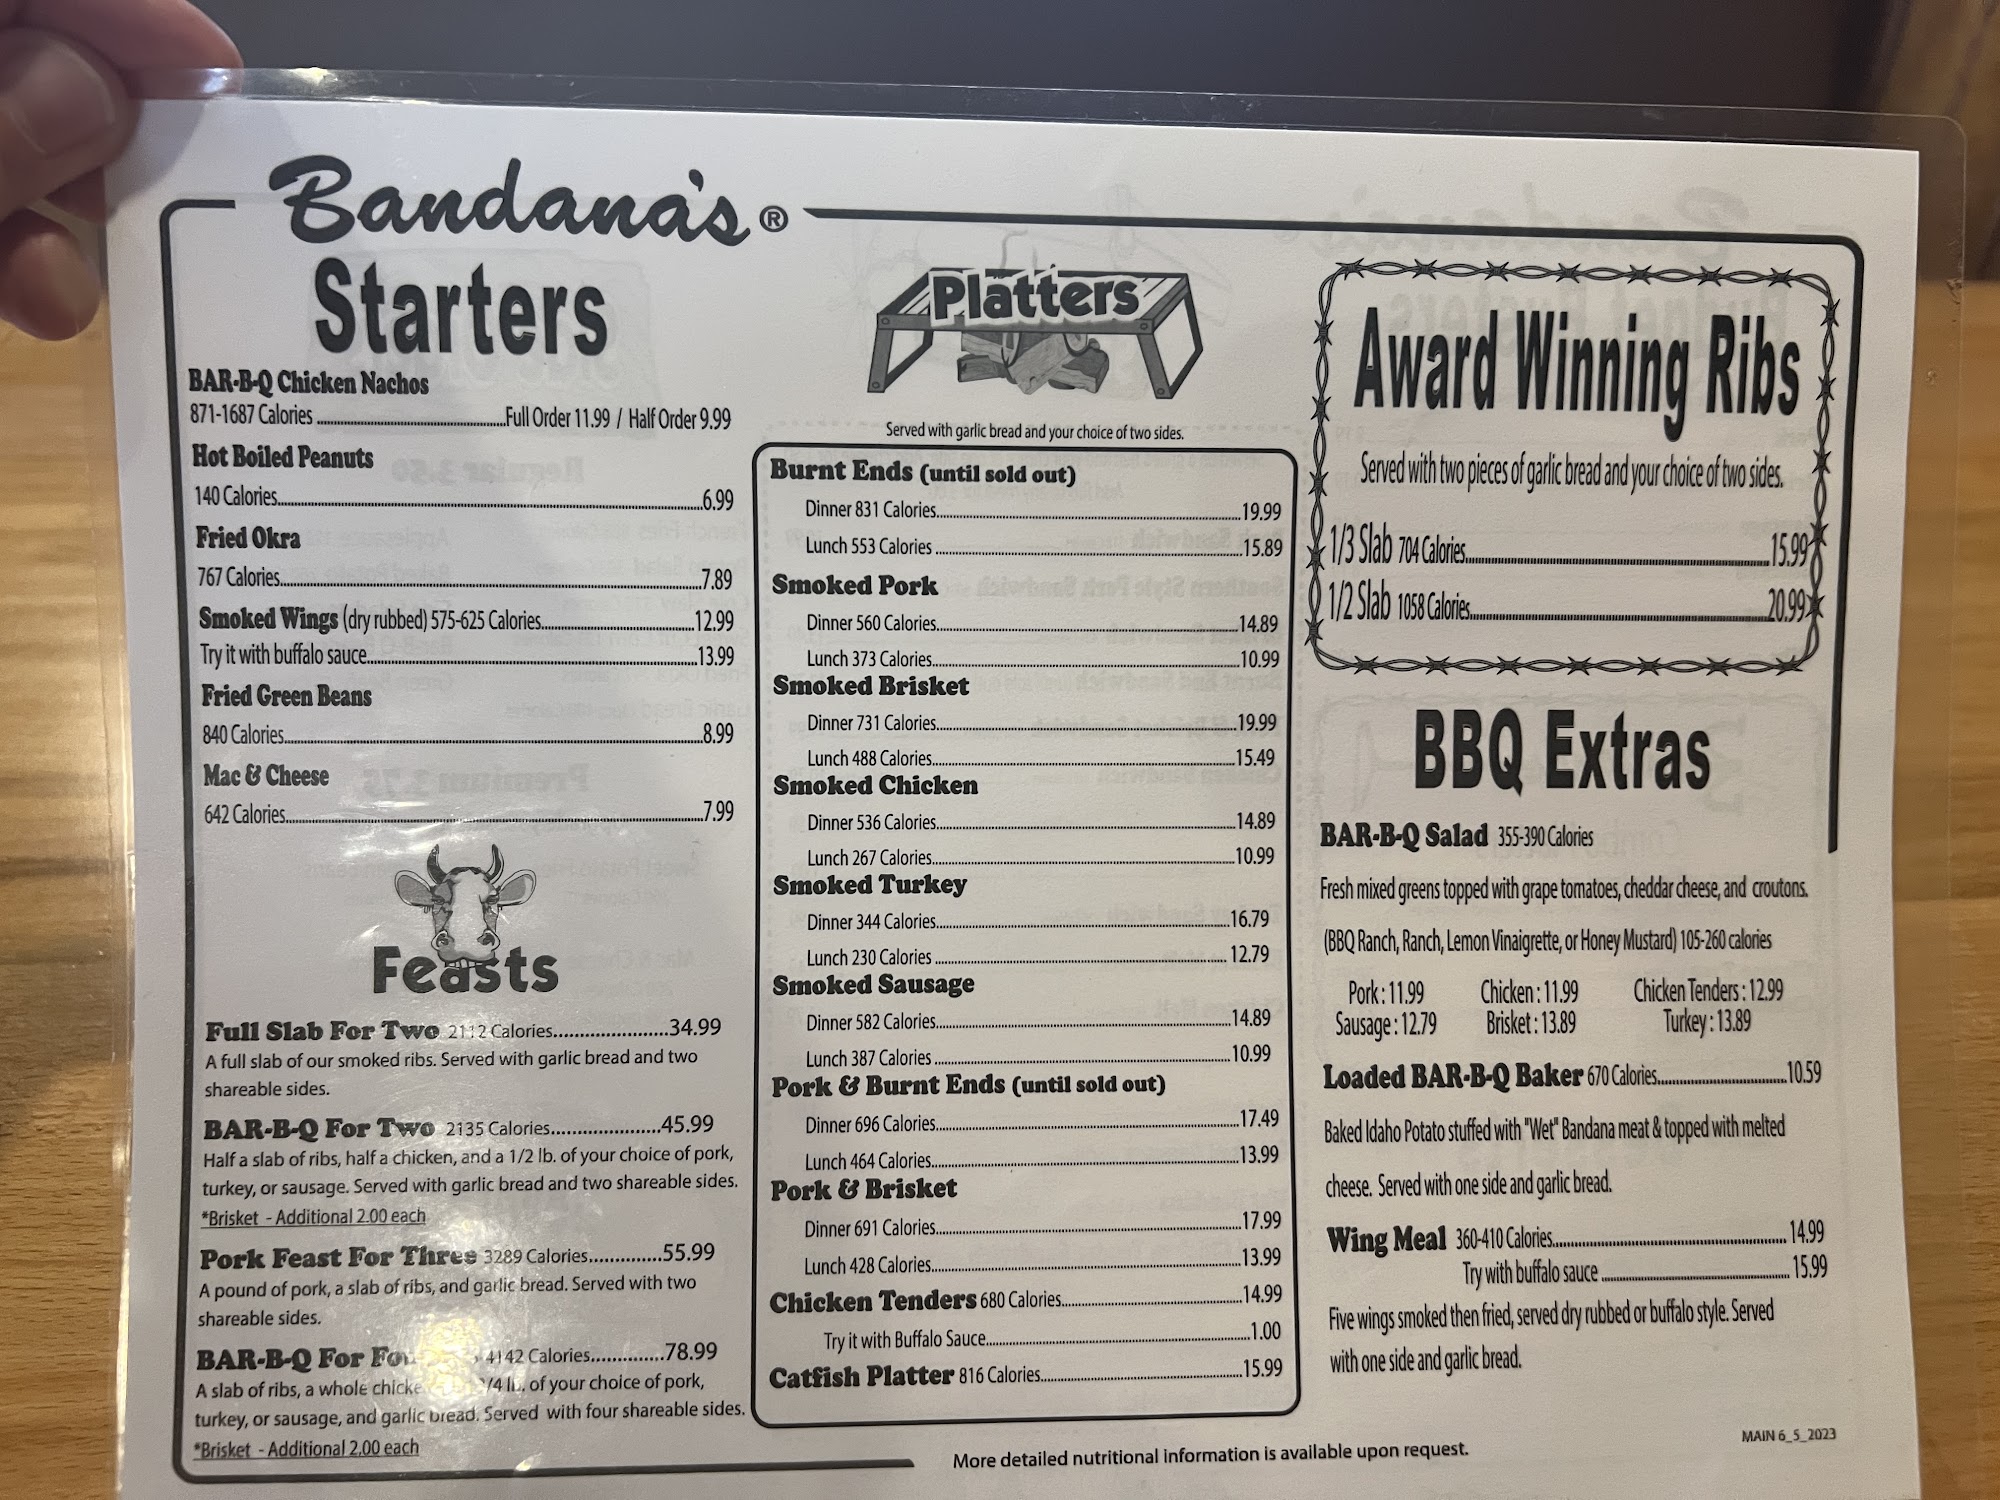 Bandana's®
Starters
BAR-B-Q Chicken Nachos
871-1687 Calories Full Order 11.99 / Half Order 9.99
Hot Boiled Peanuts
140 Calories 6.99
Fried Okra
767 Calories 7.89
Smoked Wings (dry rubbed) 575-625 Calories 12.99
Try it with buffalo sauce 13.99
Fried Green Beans
840 Calories 8.99
Mac & Cheese
642 Calories 7.99
Feasts
Full Slab For Two 2112 Calories 34.99
A full slab of our smoked ribs. Served with garlic bread and two
shareable sides.
BAR-B-Q For Two 2135 Calories 45.99
Half a slab of ribs, half a chicken, and a 1/2 lb. of your choice of pork,
turkey, or sausage. Served with garlic bread and two shareable sides.
*Brisket - Additional 2.00 each
Pork Feast For Three 3289 Calories 55.99
A pound of pork, a slab of ribs, and garlic bread. Served with two
shareable sides.
BAR-B-Q For 4142 Calories 78.99
A slab of ribs, a whole lb. of your choice of pork,
turkey, or sausage, and garlic bread. Served with four shareable sides.
*Brisket - Additional 2.00 each
Platters
Served with garlic bread and your choice of two sides.
Burnt Ends (until sold out)
Dinner 831 Calories 19.99
Lunch 553 Calories 15.89
Smoked Pork
Dinner 560 Calories 14.89
Lunch 373 Calories 10.99
Smoked Brisket
Dinner 731 Calories 19.99
Lunch 488 Calories 15.49
Smoked Chicken
Dinner 536 Calories 14.89
Lunch 267 Calories 10.99
Smoked Turkey
Dinner 344 Calories 16.79
Lunch 230 Calories 12.79
Smoked Sausage
Dinner 582 Calories 14.89
Lunch 387 Calories 10.99
Pork & Burnt Ends (until sold out)
Dinner 696 Calories 17.49
Lunch 464 Calories 13.99
Pork & Brisket
Dinner 691 Calories 17.99
Lunch 428 Calories 13.99
Chicken Tenders 680 Calories 14.99
Try it with Buffalo Sauce 1.00
Catfish Platter 816 Calories 15.99
Award Winning Ribs
Served with two pieces of garlic bread and your choice of two sides.
1/3 Slab 704 Calories 15.99
1/2 Slab 1058 Calories 20.99
BBQ Extras
BAR-B-Q Salad 355-390 Calories
Fresh mixed greens topped with grape tomatoes, cheddar cheese, and croutons.
(BBQ Ranch, Ranch, Lemon Vinaigrette, or Honey Mustard) 105-260 calories
Pork : 11.99 Chicken : 11.99 Chicken Tenders : 12.99
Sausage : 12.79 Brisket : 13.89 Turkey : 13.89
Loaded BAR-B-Q Baker 670 Calories 10.59
Baked Idaho Potato stuffed with "Wet" Bandana meat & topped with melted
cheese. Served with one side and garlic bread.
Wing Meal 360-410 Calories 14.99
Try with buffalo sauce 15.99
Five wings smoked then fried, served dry rubbed or buffalo style. Served
with one side and garlic bread.
MAIN 6_5_2023
More detailed nutritional information is available upon request.